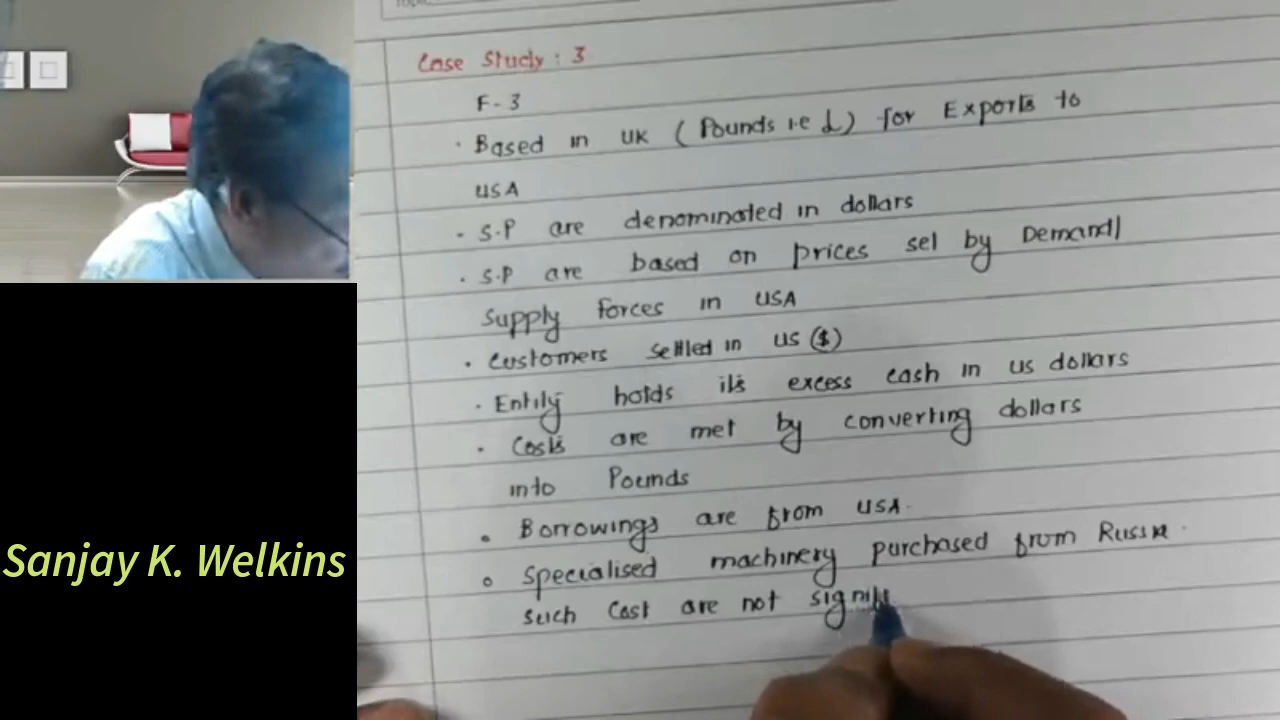 Case Study : 3
F-3
· Based in UK ( Pounds i.e £ ) for Exports to
USA
· S.P are denominated in dollars
· S.P are based on prices set by Demand/
Supply Forces in USA
· Customers settled in US ($)
· Entity holds its excess cash in us dollars
· Costs are met by converting dollars
into Pounds
• Borrowings are from USA.
• Specialised machinery purchased from Russia.
such Cost are not signifi
Sanjay K. Welkins